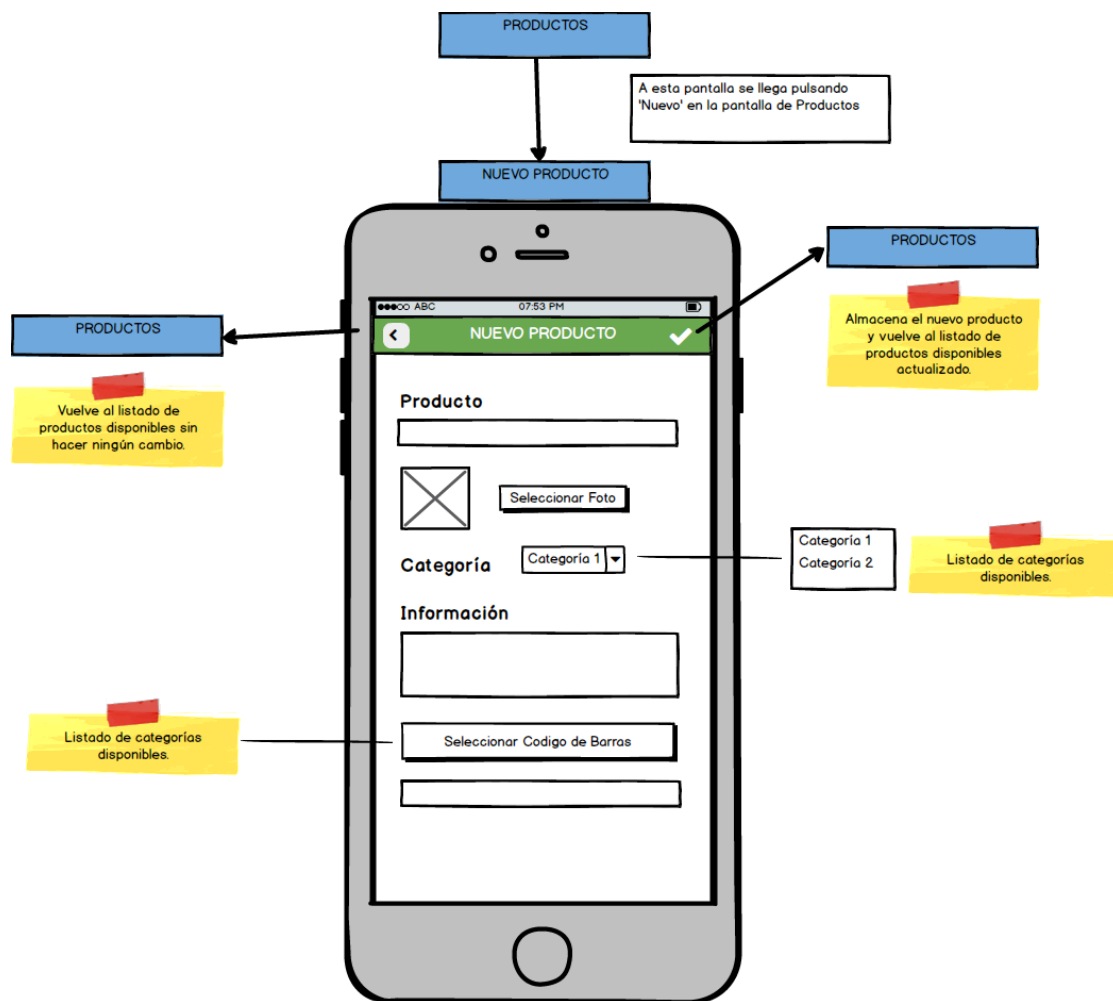 PRODUCTOS
A esta pantalla se llega pulsando
'Nuevo' en la pantalla de Productos
NUEVO PRODUCTO
PRODUCTOS
Almacena el nuevo producto
y vuelve al listado de
productos disponibles
actualizado.
PRODUCTOS
Vuelve al listado de
productos disponibles sin
hacer ningún cambio.
ABC 07:53 PM
NUEVO PRODUCTO
Producto
Seleccionar Foto
Categoría
Categoría 1
Categoría 1
Categoría 2
Listado de categorías
disponibles.
Información
Listado de categorías
disponibles.
Seleccionar Codigo de Barras